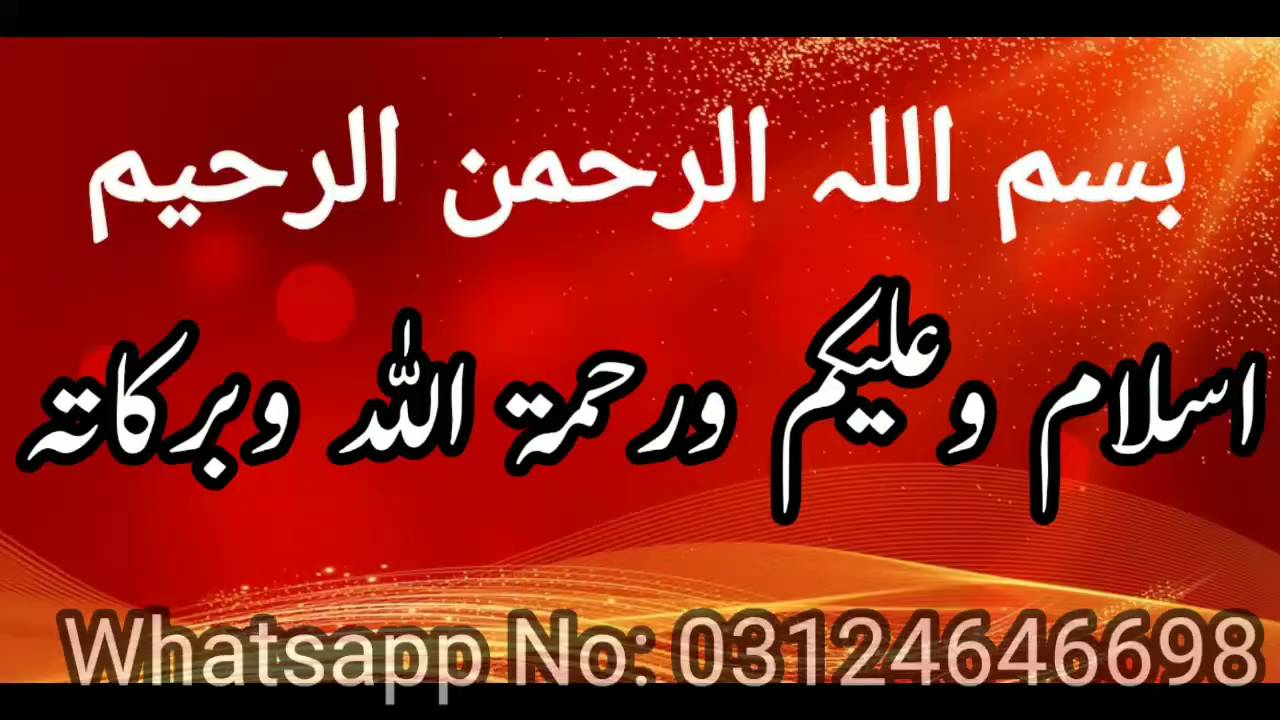 بسم اللہ الرحمن الرحیم
اسلام و علیکم ورحمۃ اللہ وبرکاتہ
Whatsapp No: 03124646698